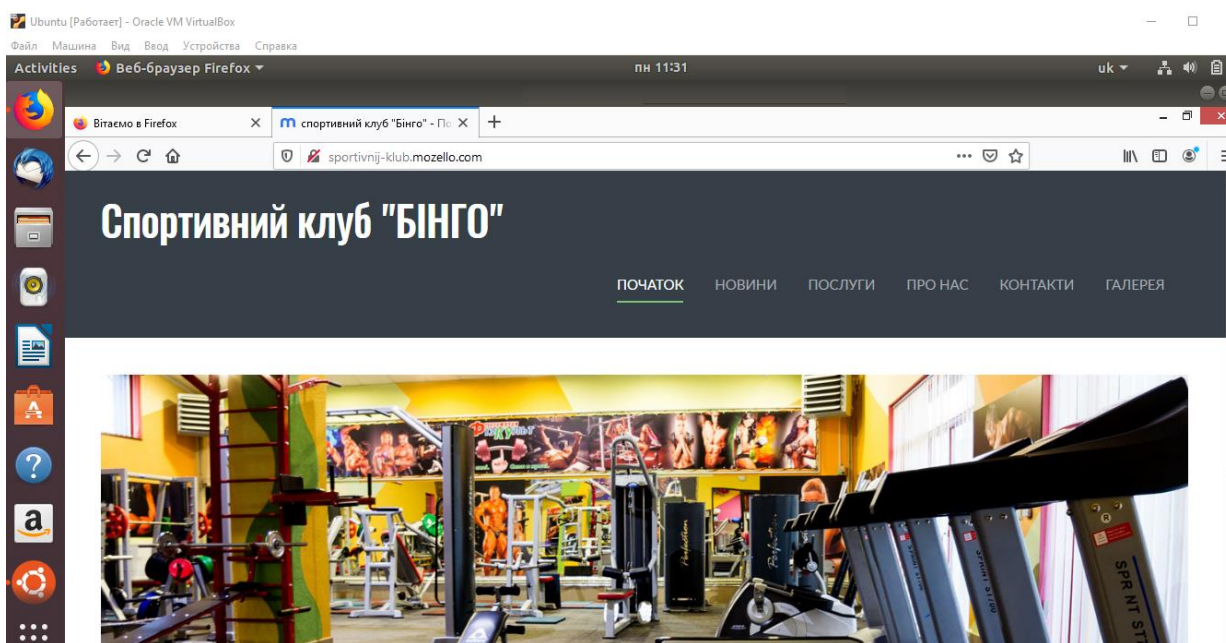 Ubuntu [Работает] - Oracle VM VirtualBox
Файл Машина Вид Ввод Устройства Справка
Activities Веб-браузер Firefox пн 11:31 uk
Вітаємо в Firefox спортивний клуб "Бінго" - По
sportivnij-klub.mozello.com
Спортивний клуб "БІНГО"
ПОЧАТОК НОВИНИ ПОСЛУГИ ПРО НАС КОНТАКТИ ГАЛЕРЕЯ
SPRINT